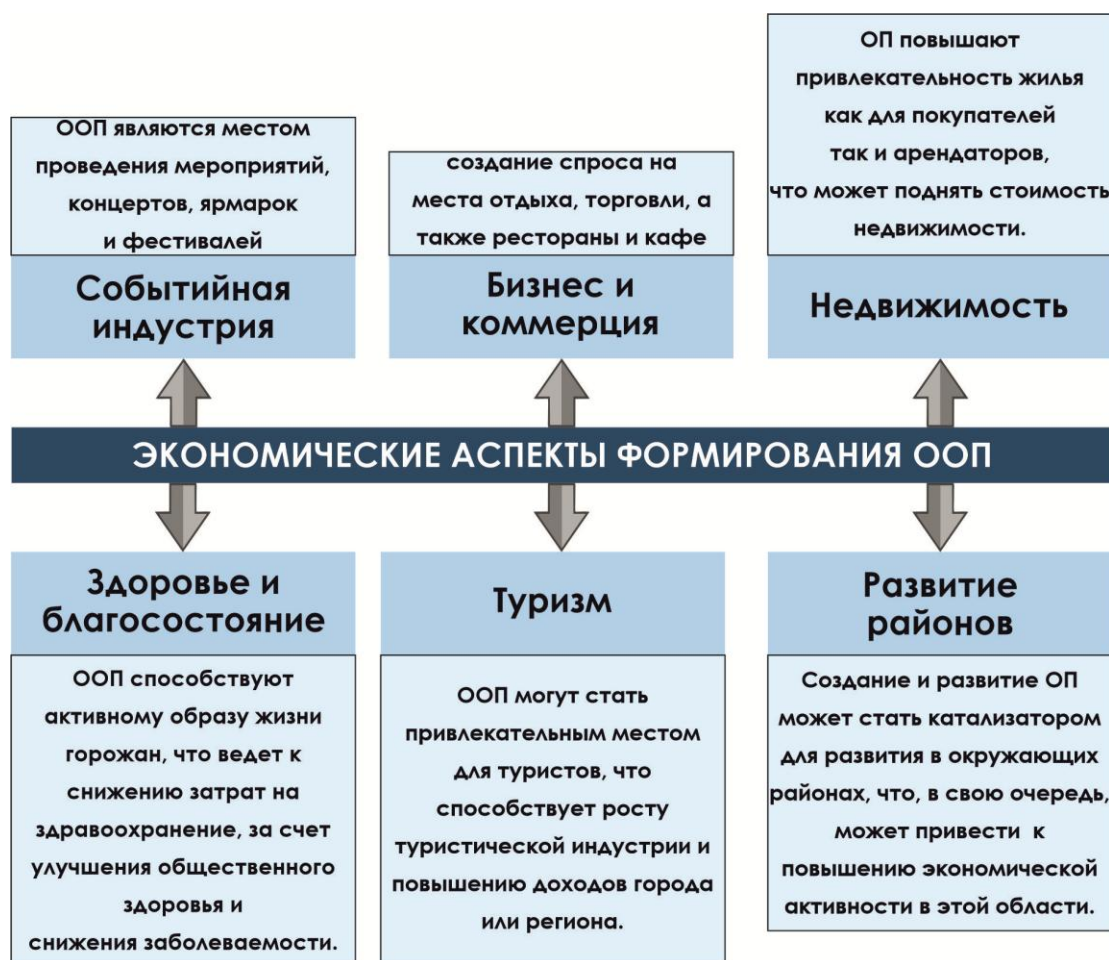 ООП являются местом
проведения мероприятий,
концертов, ярмарок
и фестивалей
Событийная
индустрия
создание спроса на
места отдыха, торговли, а
также рестораны и кафе
Бизнес и
коммерция
ОП повышают
привлекательность жилья
как для покупателей
так и арендаторов,
что может поднять стоимость
недвижимости.
Недвижимость
ЭКОНОМИЧЕСКИЕ АСПЕКТЫ ФОРМИРОВАНИЯ ООП
Здоровье и
благосостояние
ООП способствуют
активному образу жизни
горожан, что ведет к
снижению затрат на
здравоохранение, за счет
улучшения общественного
здоровья и
снижения заболеваемости.
Туризм
ООП могут стать
привлекательным местом
для туристов, что
способствует росту
туристической индустрии и
повышению доходов города
или региона.
Развитие
районов
Создание и развитие ОП
может стать катализатором
для развития в окружающих
районах, что, в свою очередь,
может привести к
повышению экономической
активности в этой области.